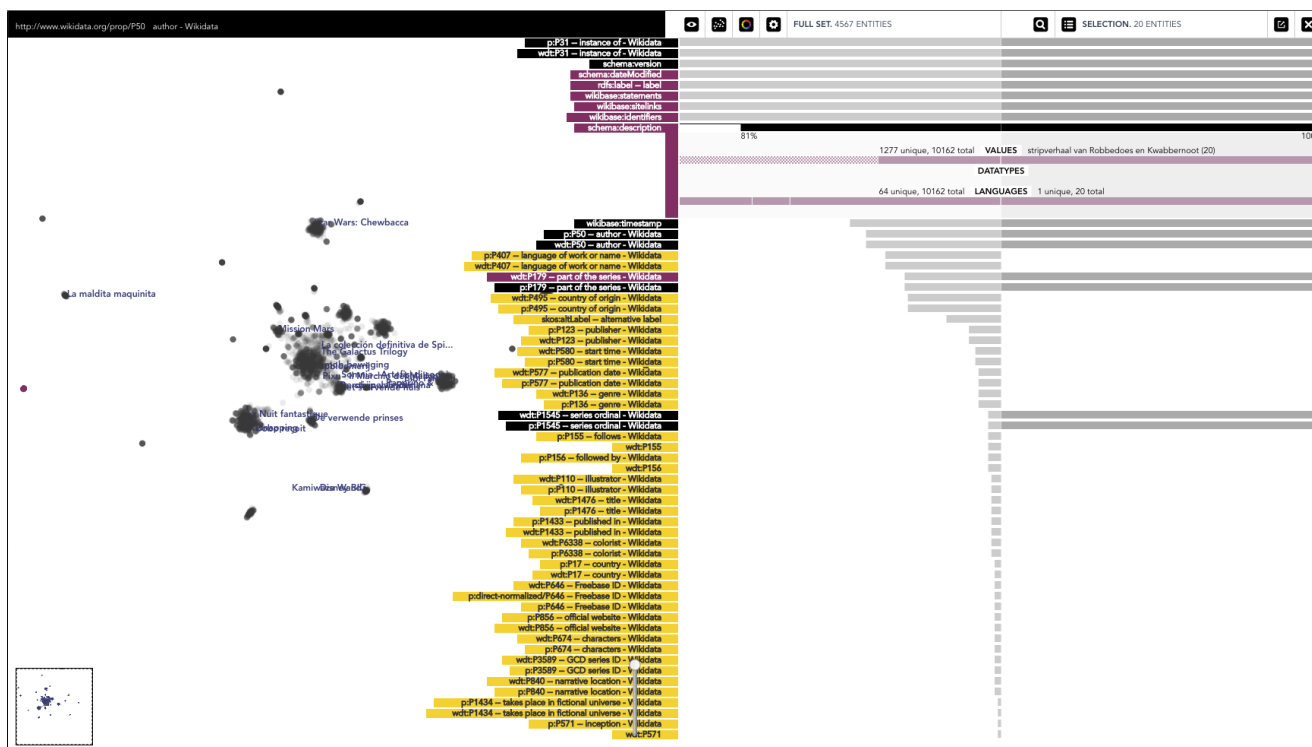 http://www.wikidata.org/prop/P50 author - Wikidata
FULL SET. 4567 ENTITIES
SELECTION. 20 ENTITIES
p:P31 – instance of - Wikidata
wdt:P31 – instance of - Wikidata
schema:version
schema:dateModified
rdfs:label – label
wikibase:statements
wikibase:sitelinks
wikibase:identifiers
schema:description
81%
1277 unique, 10162 total VALUES stripverhaal van Robbedoes en Kwabbernoot (20)
DATATYPES
64 unique, 10162 total LANGUAGES 1 unique, 20 total
wikibase:timestamp
p:P50 – author - Wikidata
wdt:P50 – author - Wikidata
p:P407 – language of work or name - Wikidata
wdt:P407 – language of work or name - Wikidata
wdt:P179 – part of the series - Wikidata
p:P179 – part of the series - Wikidata
wdt:P495 – country of origin - Wikidata
p:P495 – country of origin - Wikidata
skos:altLabel – alternative label
p:P123 – publisher - Wikidata
wdt:P123 – publisher - Wikidata
wdt:P580 – start time - Wikidata
p:P580 – start time - Wikidata
wdt:P577 – publication date - Wikidata
p:P577 – publication date - Wikidata
wdt:P136 – genre - Wikidata
p:P136 – genre - Wikidata
wdt:P1545 – series ordinal - Wikidata
p:P1545 – series ordinal - Wikidata
p:P155 – follows - Wikidata
wdt:P155
p:P156 – followed by - Wikidata
wdt:P156
wdt:P110 – illustrator - Wikidata
p:P110 – illustrator - Wikidata
wdt:P1476 – title - Wikidata
p:P1476 – title - Wikidata
p:P1433 – published in - Wikidata
wdt:P1433 – published in - Wikidata
wdt:P6338 – colorist - Wikidata
p:P6338 – colorist - Wikidata
p:P17 – country - Wikidata
wdt:P17 – country - Wikidata
wdt:P646 – Freebase ID - Wikidata
p:direct-normalized/P646 – Freebase ID - Wikidata
p:P646 – Freebase ID - Wikidata
p:P856 – official website - Wikidata
wdt:P856 – official website - Wikidata
wdt:P674 – characters - Wikidata
p:P674 – characters - Wikidata
wdt:P3589 – GCD series ID - Wikidata
p:P3589 – GCD series ID - Wikidata
wdt:P840 – narrative location - Wikidata
p:P840 – narrative location - Wikidata
p:P1434 – takes place in fictional universe - Wikidata
wdt:P1434 – takes place in fictional universe - Wikidata
p:P571 – inception - Wikidata
wdt:P571
Wars: Chewbacca
La maldita maquinita
Mission Mars
La colección definitiva de Spi...
The Galactus Trilogy
Nuit fantastique
verwende prinses